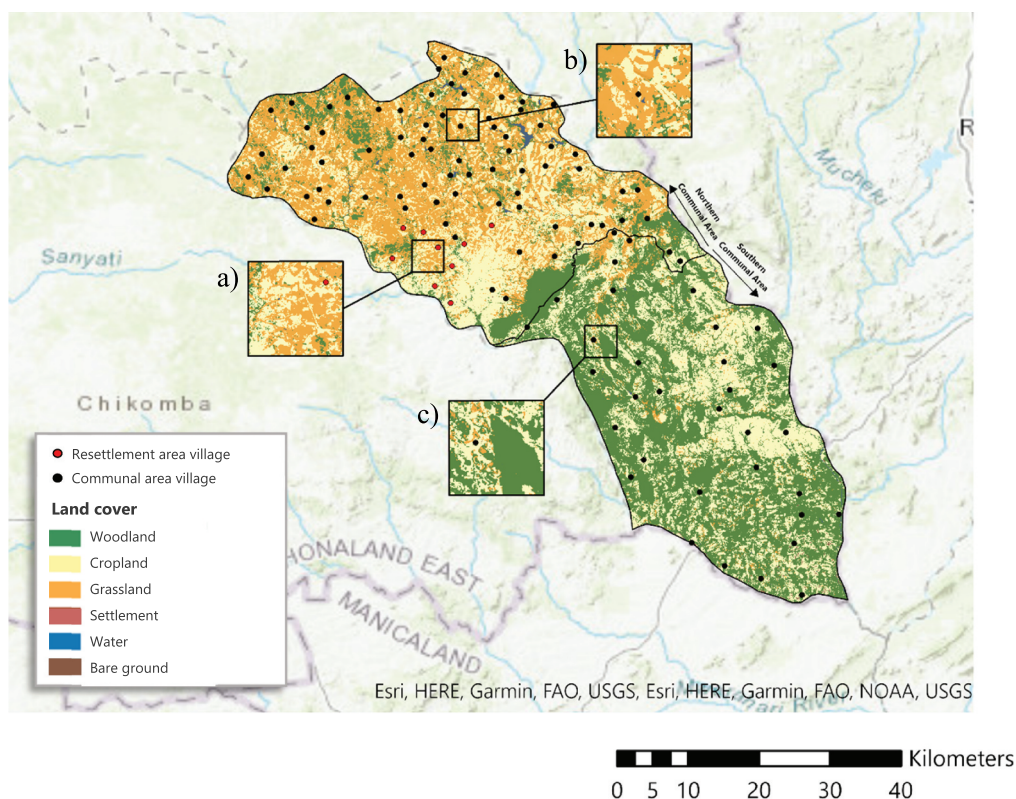 b)
R
Mucheki
Northern
Communal Area
Southern
Communal Area
Sanyati
a)
Chikomba
c)
Resettlement area village
Communal area village
Land cover
Woodland
Cropland
Grassland
Settlement
Water
Bare ground
HONALAND EAST
MANICALAND
Esri, HERE, Garmin, FAO, USGS, Esri, HERE, Garmin, FAO, NOAA, USGS
Kilometers
0 5 10 20 30 40